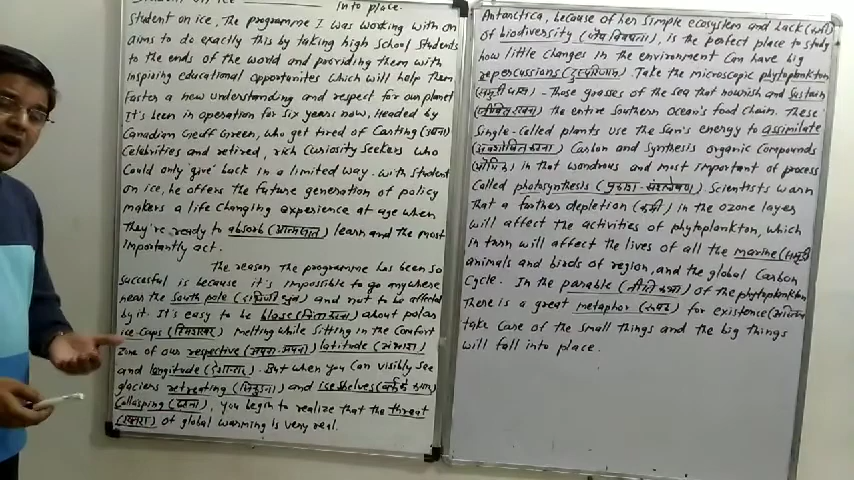 into place.
Student on ice, The programme I was working with on
aims to do exactly this by taking high school students
to the ends of the world and providing them with
inspiring educational opportunites which will help them
Foster a new understanding and respect for our planet
It's been in operation for six years now, Headed by
Canadian Geoff Green, who get tired of Carting
Celebrities and retired, rich Curiosity Seekers who
Could only 'give' back in a limited way. With Student
on ice, he offers the future generation of policy
makers a life Changing experience at age when
They're ready to absorb learn and the most
importantly act.
The reason The programme has been so
succesful is because it's impossible to go anywhere
near the South pole and not to be affected
by it. It's easy to be blase about polar
ice-Caps melting while sitting in the Comfort
zone of our respective (अपना-अपना) latitude
and longitude (देशान्तर). But when you can visibly see
glaciers retreating and Iseshelves
Collasping, you begin to realize that the threat
(खतरा) of global warming is very real.
Antarctica, because of her simple ecosystem and Lack
of biodiversity, is the perfect place to study
how little changes in the environment Can have big
repercussions (दुष्परिणाम). Take the microscopic phytoplankton
- Those grasses of the sea that nourish and sustain
the entire Southern Ocean's food Chain. These
Single-Celled plants use the Sun's energy to assimilate
Carbon and Synthesis organic Compounds
in that wondrous and most important of process
Called photosynthesis Scientists warn
That a further depletion (कमी) in the ozone layers
will affect the activities of phytoplankton, which
in turn will affect the lives of all the marine
animals and birds of region, and the global Carbon
Cycle. In the parable of the phytoplankton
There is a great metaphor (रूपक) for existence
take Care of the Small things and the big things
will fall into place.